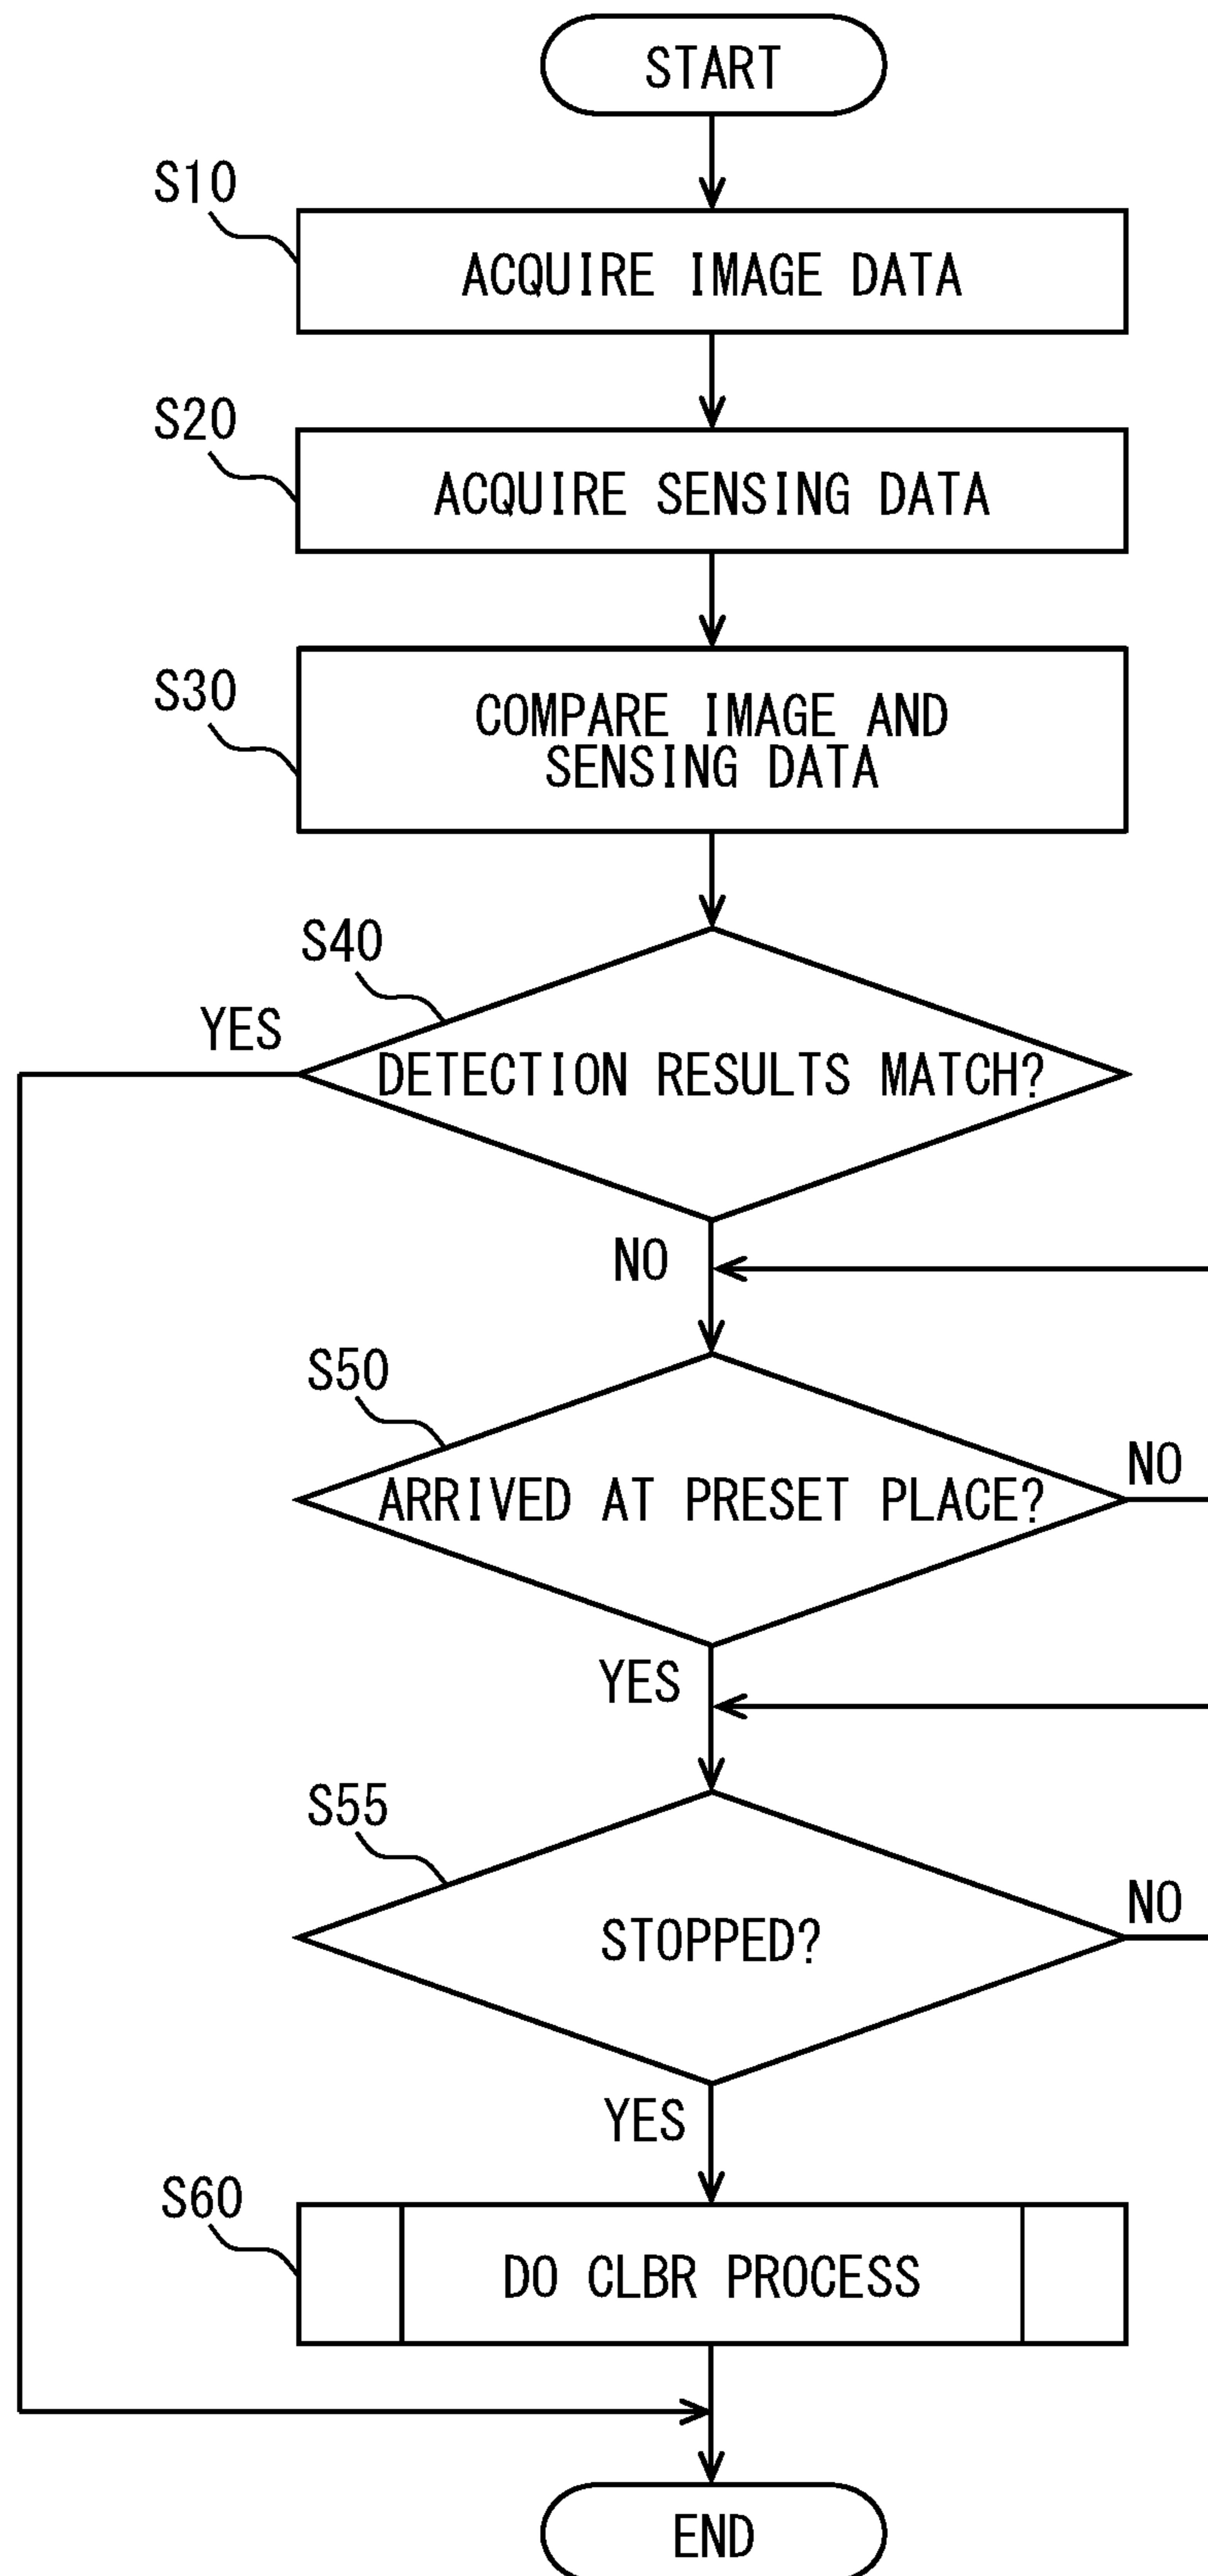 START
S10
ACQUIRE IMAGE DATA
S20
ACQUIRE SENSING DATA
S30
COMPARE IMAGE AND
SENSING DATA
S40
YES
DETECTION RESULTS MATCH?
NO
S50
NO
ARRIVED AT PRESET PLACE?
YES
S55
NO
STOPPED?
YES
S60
DO CLBR PROCESS
END